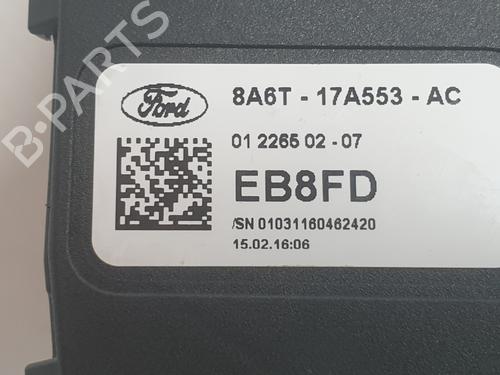 B-PARTS
Ford
8A6T - 17A553 - AC
01 2265 02 - 07
EB8FD
/SN 01031160462420
15.02.16:06